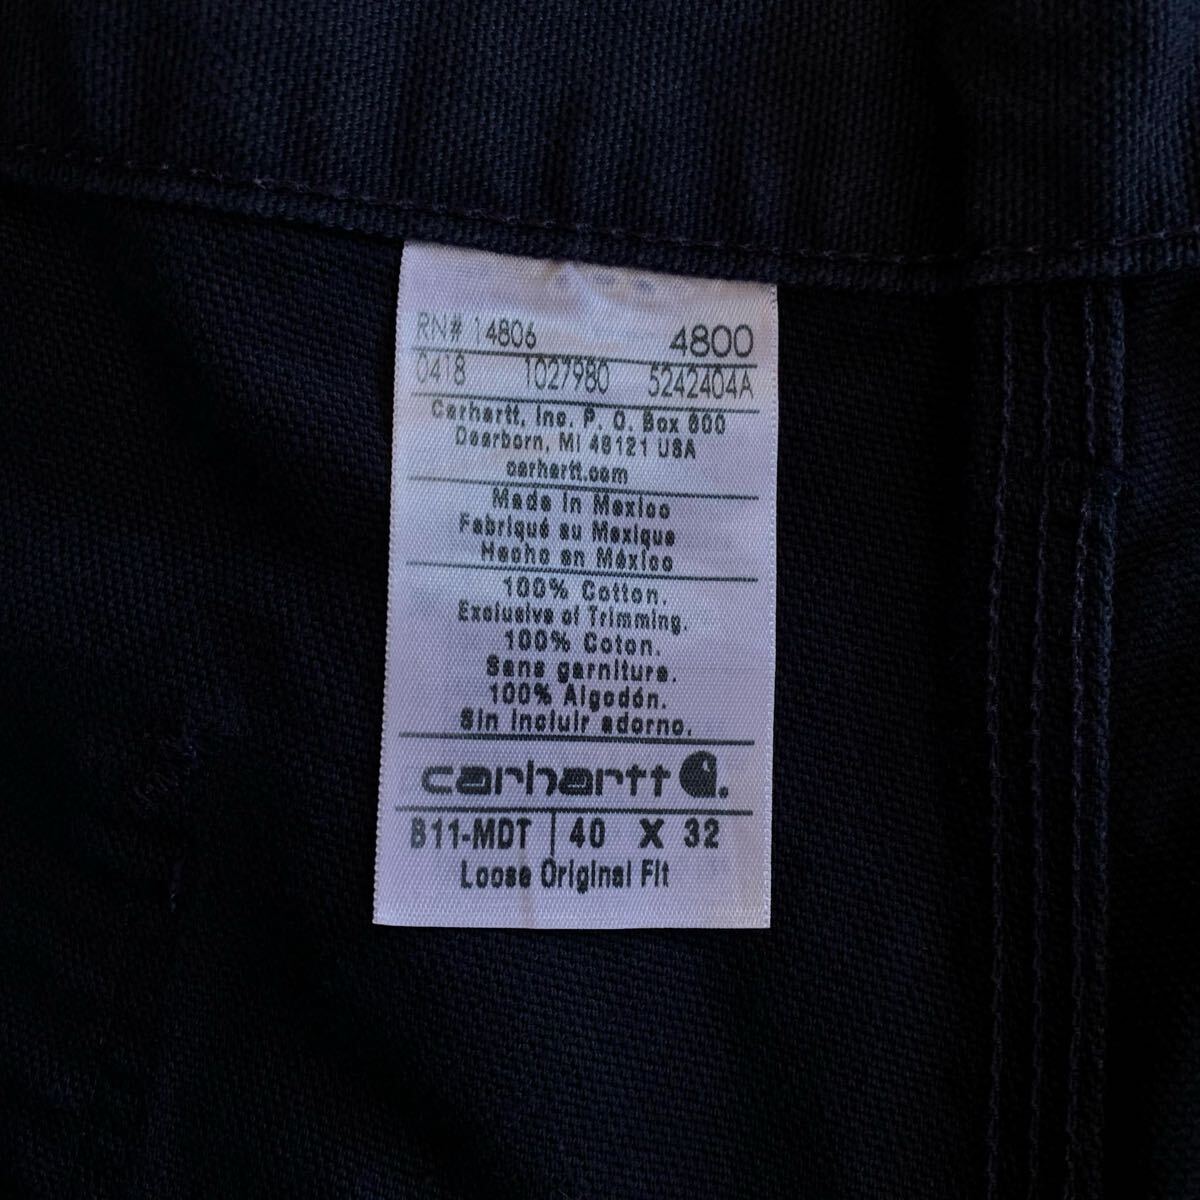 RN# 14806 4800
0418 1027980 5242404A
Carhartt, Inc. P. O. Box 600
Dearborn, MI 48121 USA
carhartt.com
Made in Mexico
Fabriqué au Mexique
Hecho en México
100% Cotton.
Exclusive of Trimming.
100% Coton.
Sans garniture.
100% Algodón.
Sin incluir adorno.
carhartt
B11-MDT | 40 X 32
Loose Original Fit